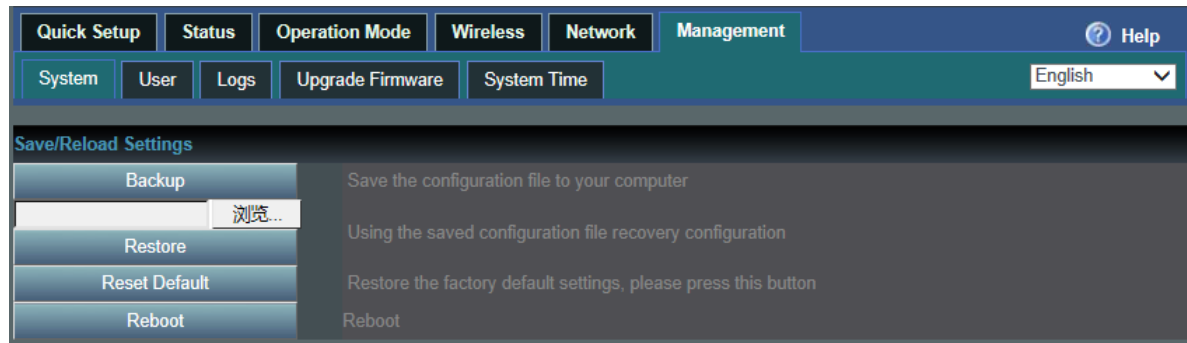 Quick Setup Status Operation Mode Wireless Network Management Help
System User Logs Upgrade Firmware System Time English
Save/Reload Settings
Backup Save the configuration file to your computer
浏览...
Using the saved configuration file recovery configuration
Restore
Reset Default Restore the factory default settings, please press this button
Reboot Reboot